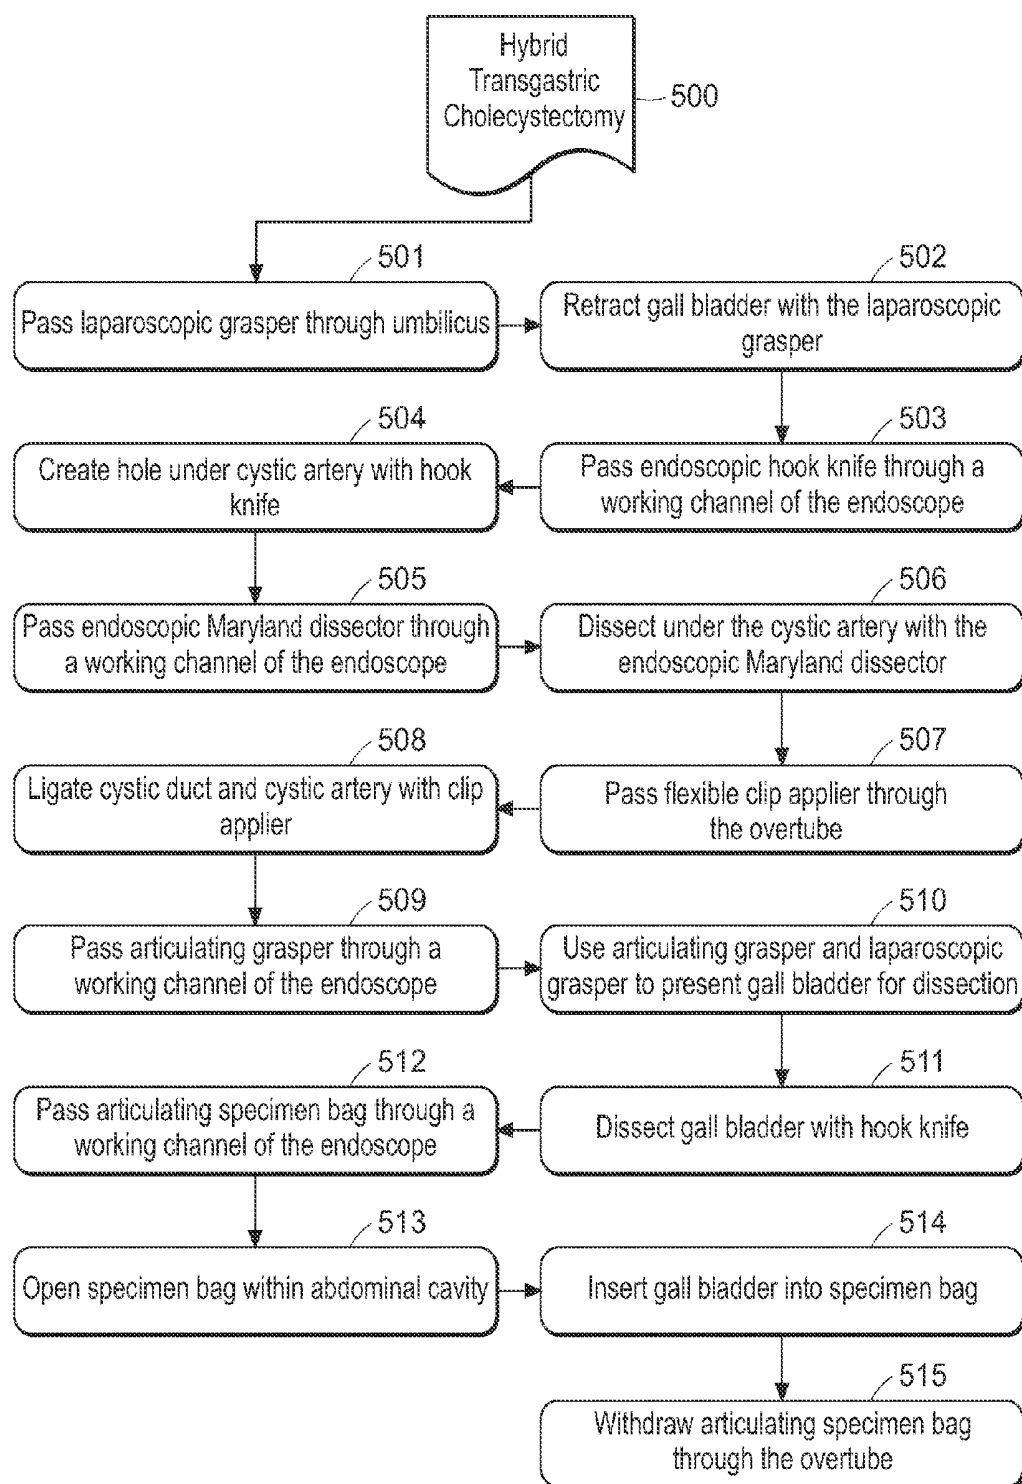 Hybrid
Transgastric
Cholecystectomy
500
501
Pass laparoscopic grasper through umbilicus
502
Retract gall bladder with the laparoscopic
grasper
503
Pass endoscopic hook knife through a
working channel of the endoscope
504
Create hole under cystic artery with hook
knife
505
Pass endoscopic Maryland dissector through
a working channel of the endoscope
506
Dissect under the cystic artery with the
endoscopic Maryland dissector
507
Pass flexible clip applier through
the overtube
508
Ligate cystic duct and cystic artery with clip
applier
509
Pass articulating grasper through a
working channel of the endoscope
510
Use articulating grasper and laparoscopic
grasper to present gall bladder for dissection
511
Dissect gall bladder with hook knife
512
Pass articulating specimen bag through a
working channel of the endoscope
513
Open specimen bag within abdominal cavity
514
Insert gall bladder into specimen bag
515
Withdraw articulating specimen bag
through the overtube